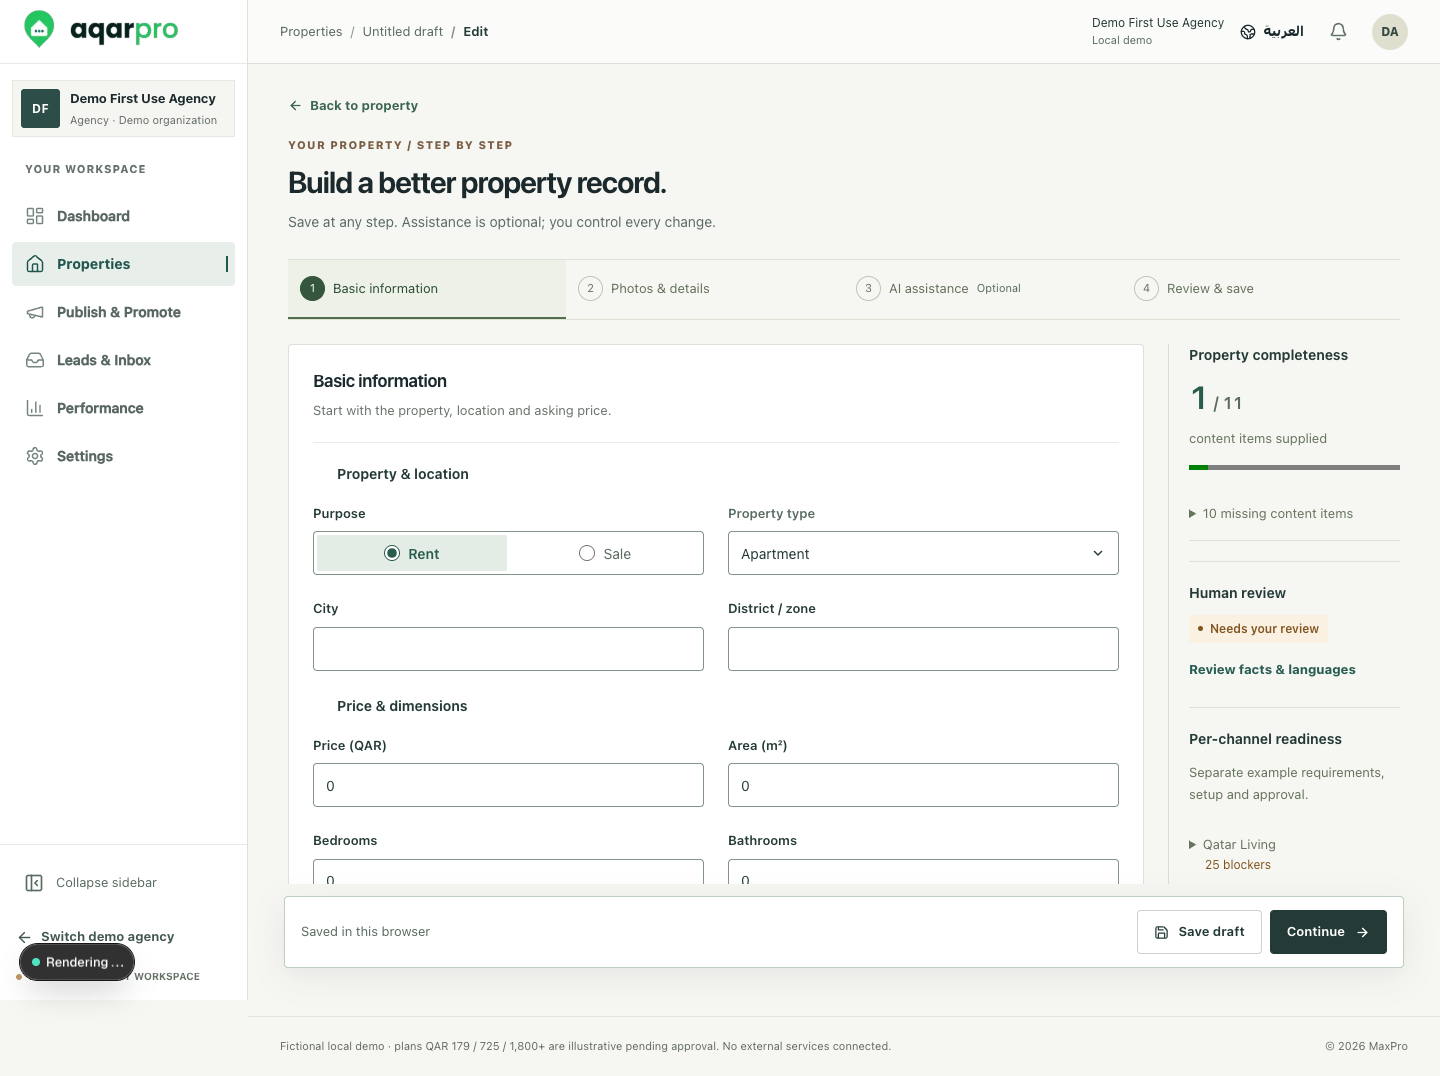 aqarpro
Properties / Untitled draft / Edit
Demo First Use Agency
Local demo
العربية
DA
DF
Demo First Use Agency
Agency · Demo organization
YOUR WORKSPACE
Dashboard
Properties
Publish & Promote
Leads & Inbox
Performance
Settings
Collapse sidebar
Switch demo agency
Rendering ...
WORKSPACE
Back to property
YOUR PROPERTY / STEP BY STEP
Build a better property record.
Save at any step. Assistance is optional; you control every change.
1 Basic information
2 Photos & details
3 AI assistance Optional
4 Review & save
Basic information
Start with the property, location and asking price.
Property & location
Purpose
Rent
Sale
Property type
Apartment
City
District / zone
Price & dimensions
Price (QAR)
0
Area (m²)
0
Bedrooms
0
Bathrooms
0
Property completeness
1 / 11
content items supplied
10 missing content items
Human review
Needs your review
Review facts & languages
Per-channel readiness
Separate example requirements,
setup and approval.
Qatar Living
25 blockers
Saved in this browser
Save draft
Continue
Fictional local demo · plans QAR 179 / 725 / 1,800+ are illustrative pending approval. No external services connected.
© 2026 MaxPro